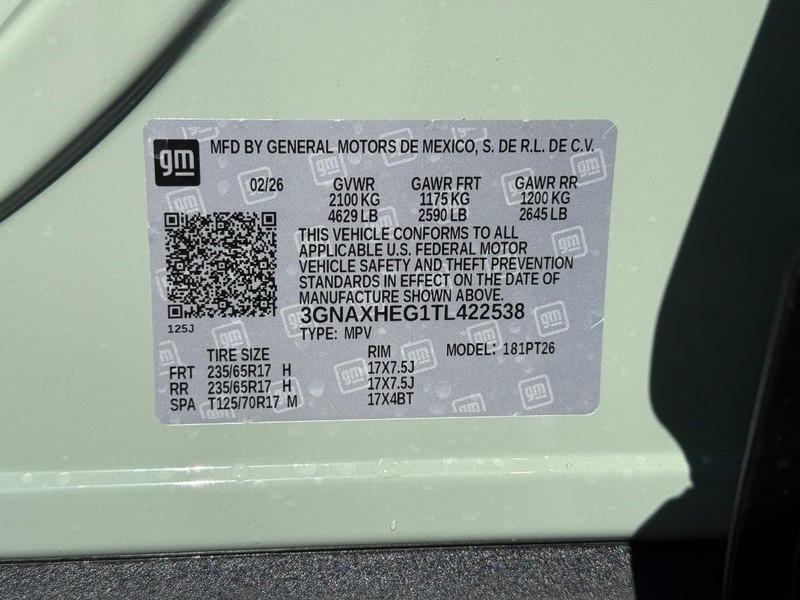 gm
MFD BY GENERAL MOTORS DE MEXICO, S. DE R.L. DE C.V.
02/26 GVWR GAWR FRT GAWR RR
2100 KG 1175 KG 1200 KG
4629 LB 2590 LB 2645 LB
THIS VEHICLE CONFORMS TO ALL
APPLICABLE U.S. FEDERAL MOTOR
VEHICLE SAFETY AND THEFT PREVENTION
STANDARDS IN EFFECT ON THE DATE OF
MANUFACTURE SHOWN ABOVE.
3GNAXHEG1TL422538
125J
TYPE: MPV
TIRE SIZE RIM MODEL: 181PT26
FRT 235/65R17 H 17X7.5J
RR 235/65R17 H 17X7.5J
SPA T125/70R17 M 17X4BT